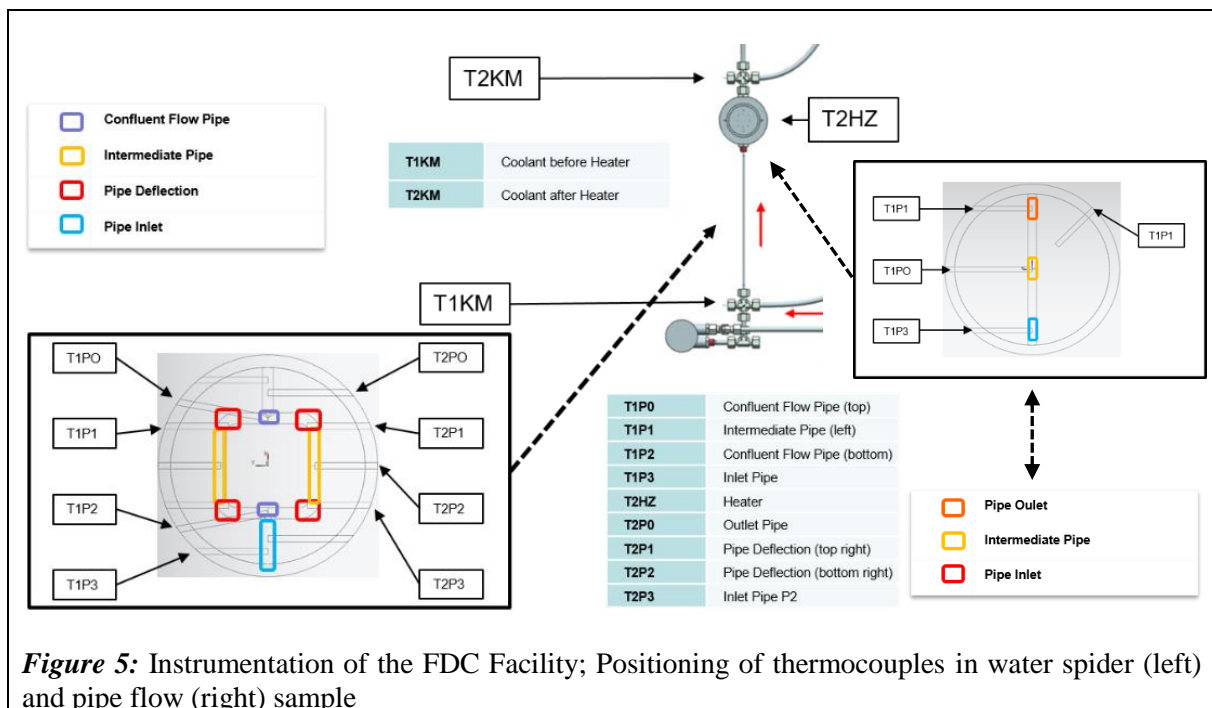 T2KM
T2HZ
Confluent Flow Pipe
Intermediate Pipe
Pipe Deflection
Pipe Inlet
T1KM Coolant before Heater
T2KM Coolant after Heater
T1P1
T1P1
T1PO
T1P3
T1KM
T1PO
T2PO
T1P1
T2P1
T1P2
T2P2
T1P3
T2P3
T1P0 Confluent Flow Pipe (top)
T1P1 Intermediate Pipe (left)
T1P2 Confluent Flow Pipe (bottom)
T1P3 Inlet Pipe
T2HZ Heater
T2P0 Outlet Pipe
T2P1 Pipe Deflection (top right)
T2P2 Pipe Deflection (bottom right)
T2P3 Inlet Pipe P2
Pipe Oulet
Intermediate Pipe
Pipe Inlet
Figure 5: Instrumentation of the FDC Facility; Positioning of thermocouples in water spider (left)
and pipe flow (right) sample